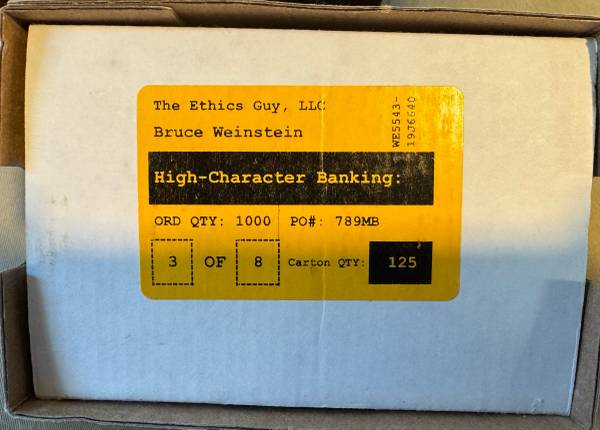 The Ethics Guy, LLC
Bruce Weinstein
WE5543-
19J6640
High-Character Banking:
ORD QTY: 1000 PO#: 789MB
3 OF 8 Carton QTY: 125